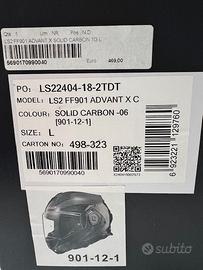 Qta 1 Um NR P.N.D.
LS2 FF901 ADVANT X SOLID CARBON TG L
Euro 469,00
5690170990040
PO: LS22404-18-2TDT
MODEL: LS2 FF901 ADVANT X C
COLOUR: SOLID CARBON -06
[901-12-1]
SIZE: L
CARTON NO: 498-323
5690170990040
6 923221 129760
901-12-1
subito